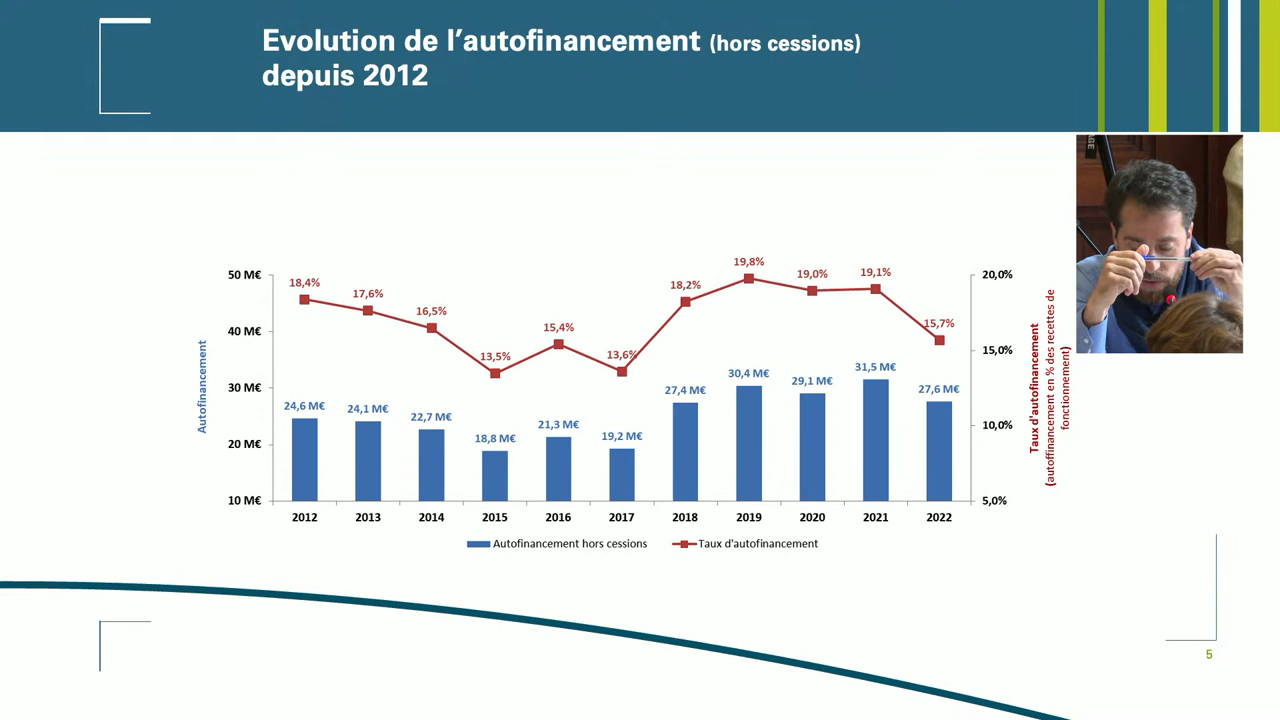 Evolution de l’autofinancement (hors cessions)
depuis 2012
AGE
50 M€
40 M€
30 M€
20 M€
10 M€
Autofinancement
18,4%
17,6%
16,5%
13,5%
15,4%
13,6%
18,2%
19,8%
19,0%
19,1%
15,7%
24,6 M€
24,1 M€
22,7 M€
18,8 M€
21,3 M€
19,2 M€
27,4 M€
30,4 M€
29,1 M€
31,5 M€
27,6 M€
20,0%
15,0%
10,0%
5,0%
Taux d'autofinancement
(autoffinancement en % des recettes de
fonctionnement)
2012 2013 2014 2015 2016 2017 2018 2019 2020 2021 2022
Autofinancement hors cessions Taux d'autofinancement
5